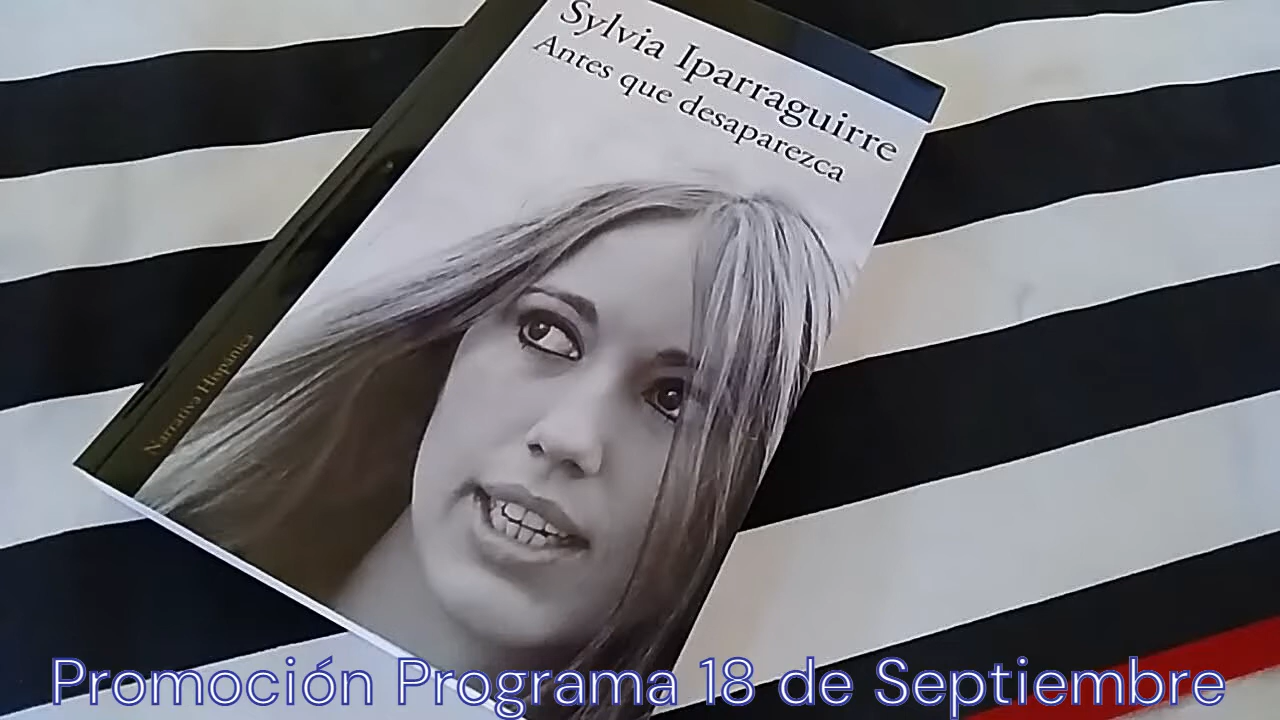 Sylvia Iparraguirre
Antes que desaparezca
Narrativa Hispánica
Promoción Programa 18 de Septiembre